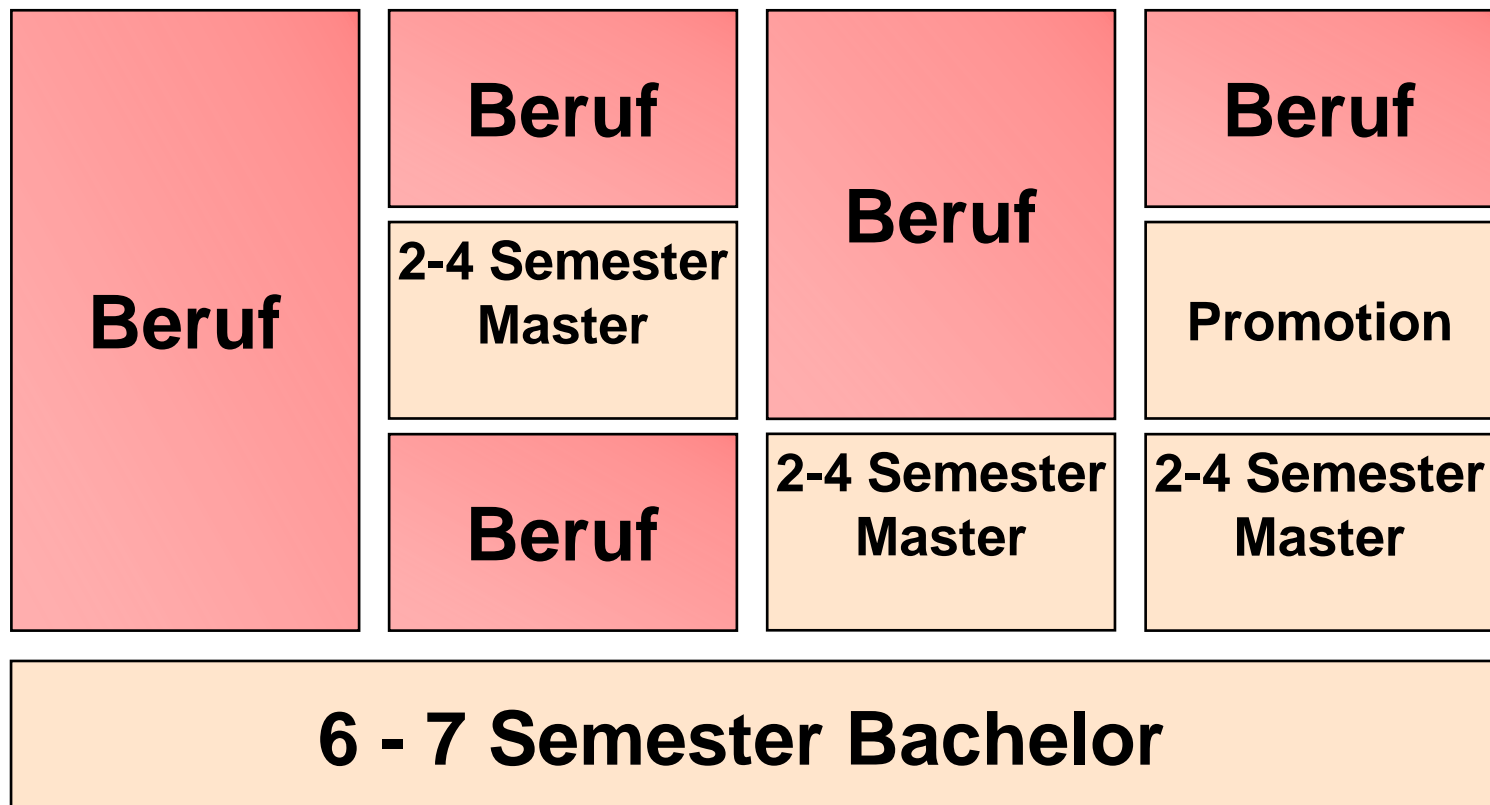 Beruf
Beruf
2-4 Semester
Master
Beruf
Beruf
2-4 Semester
Master
Beruf
Promotion
2-4 Semester
Master
6 - 7 Semester Bachelor